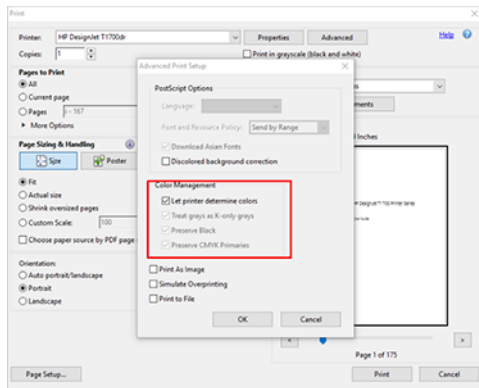 Print
Printer: HP DesignJet T1700dr Properties Advanced Help
Copies: 1 Print in grayscale (black and white)
Pages to Print
All
Current page
Pages 1 - 167
More Options
Page Sizing & Handling
Size Poster
Fit
Actual size
Shrink oversized pages
Custom Scale: 100
Choose paper source by PDF page
Orientation:
Auto portrait/landscape
Portrait
Landscape
Advanced Print Setup
PostScript Options
Language:
Font and Resource Policy: Send by Range
Download Asian Fonts
Discolored background correction
Color Management
Let printer determine colors
Treat grays as K-only grays
Preserve Black
Preserve CMYK Primaries
Print As Image
Simulate Overprinting
Print to File
OK Cancel
Inches
Page 1 of 175
Page Setup... Print Cancel